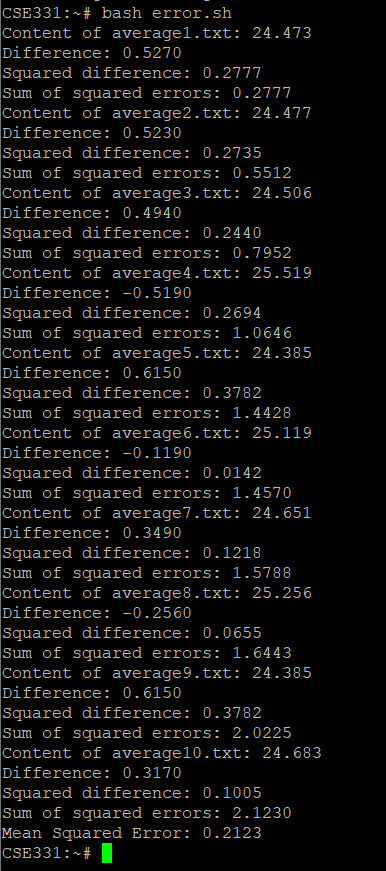 CSE331:~# bash error.sh
Content of average1.txt: 24.473
Difference: 0.5270
Squared difference: 0.2777
Sum of squared errors: 0.2777
Content of average2.txt: 24.477
Difference: 0.5230
Squared difference: 0.2735
Sum of squared errors: 0.5512
Content of average3.txt: 24.506
Difference: 0.4940
Squared difference: 0.2440
Sum of squared errors: 0.7952
Content of average4.txt: 25.519
Difference: -0.5190
Squared difference: 0.2694
Sum of squared errors: 1.0646
Content of average5.txt: 24.385
Difference: 0.6150
Squared difference: 0.3782
Sum of squared errors: 1.4428
Content of average6.txt: 25.119
Difference: -0.1190
Squared difference: 0.0142
Sum of squared errors: 1.4570
Content of average7.txt: 24.651
Difference: 0.3490
Squared difference: 0.1218
Sum of squared errors: 1.5788
Content of average8.txt: 25.256
Difference: -0.2560
Squared difference: 0.0655
Sum of squared errors: 1.6443
Content of average9.txt: 24.385
Difference: 0.6150
Squared difference: 0.3782
Sum of squared errors: 2.0225
Content of average10.txt: 24.683
Difference: 0.3170
Squared difference: 0.1005
Sum of squared errors: 2.1230
Mean Squared Error: 0.2123
CSE331:~#